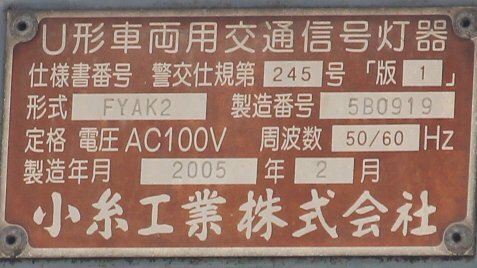 U形車両用交通信号灯器
仕様書番号 警交仕規第 245 号 「版 1 」
形式 FYAK2 製造番号 5B0919
定格 電圧 AC100V 周波数 50/60 Hz
製造年月 2005 年 2 月
小糸工業株式会社